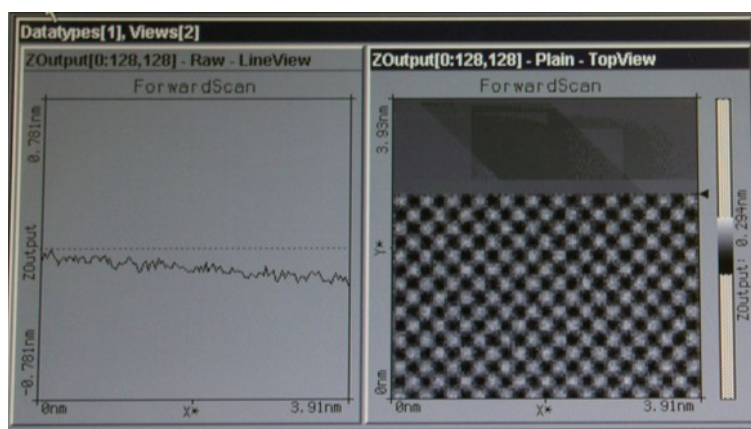 Datatypes[1], Views[2]
ZOutput[0:128,128] - Raw - LineView
ForwardScan
0.781nm
ZOutput
-0.781nm
0nm
X*
3.91nm
ZOutput[0:128,128] - Plain - TopView
ForwardScan
3.93nm
Y*
0nm
0nm
X*
3.91nm
ZOutput: 0.294nm